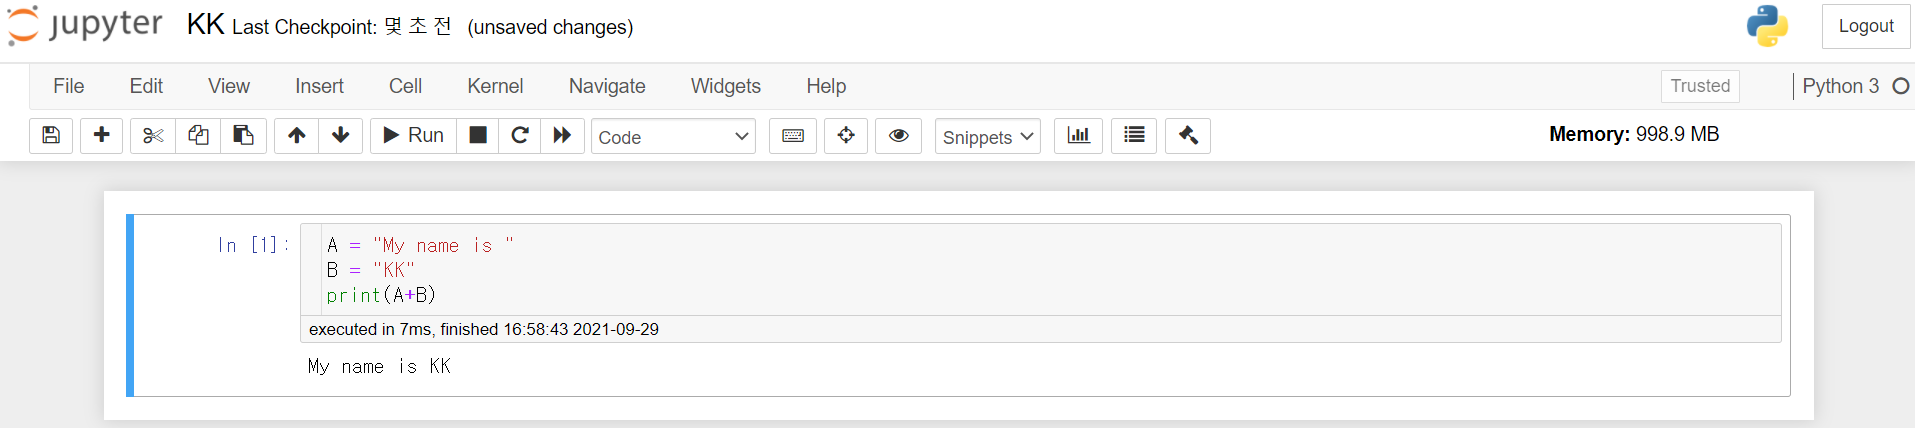 jupyter KK Last Checkpoint: 몇 초 전 (unsaved changes) Logout
File Edit View Insert Cell Kernel Navigate Widgets Help Trusted Python 3
Run Code Snippets Memory: 998.9 MB
In [1]:
A = "My name is "
B = "KK"
print(A+B)
executed in 7ms, finished 16:58:43 2021-09-29
My name is KK